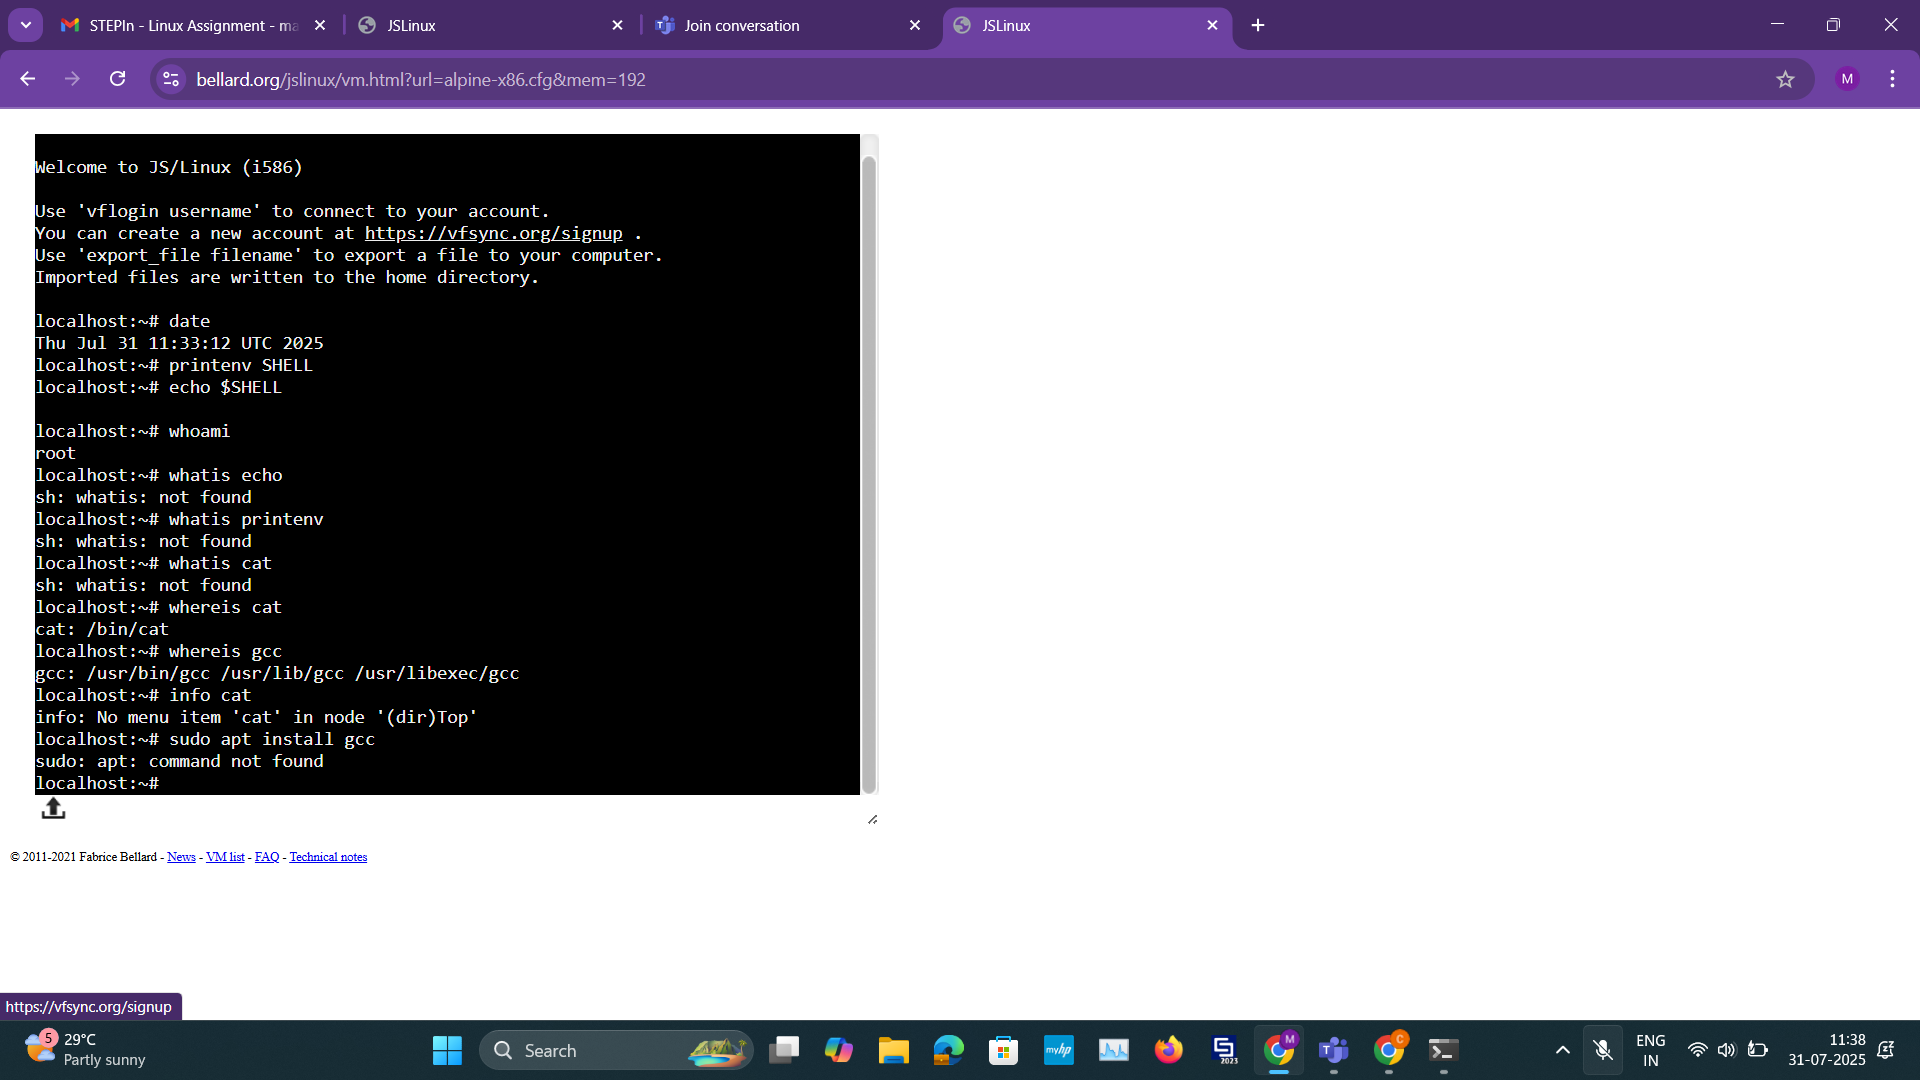 STEPIn - Linux Assignment - ma
JSLinux
Join conversation
JSLinux
bellard.org/jslinux/vm.html?url=alpine-x86.cfg&mem=192
M
Welcome to JS/Linux (i586)
Use 'vflogin username' to connect to your account.
You can create a new account at https://vfsync.org/signup .
Use 'export_file filename' to export a file to your computer.
Imported files are written to the home directory.
localhost:~# date
Thu Jul 31 11:33:12 UTC 2025
localhost:~# printenv SHELL
localhost:~# echo $SHELL
localhost:~# whoami
root
localhost:~# whatis echo
sh: whatis: not found
localhost:~# whatis printenv
sh: whatis: not found
localhost:~# whatis cat
sh: whatis: not found
localhost:~# whereis cat
cat: /bin/cat
localhost:~# whereis gcc
gcc: /usr/bin/gcc /usr/lib/gcc /usr/libexec/gcc
localhost:~# info cat
info: No menu item 'cat' in node '(dir)Top'
localhost:~# sudo apt install gcc
sudo: apt: command not found
localhost:~#
© 2011-2021 Fabrice Bellard - News - VM list - FAQ - Technical notes
https://vfsync.org/signup
5
29°C
Partly sunny
Search
myhp
2023
M
C
ENG
IN
11:38
31-07-2025